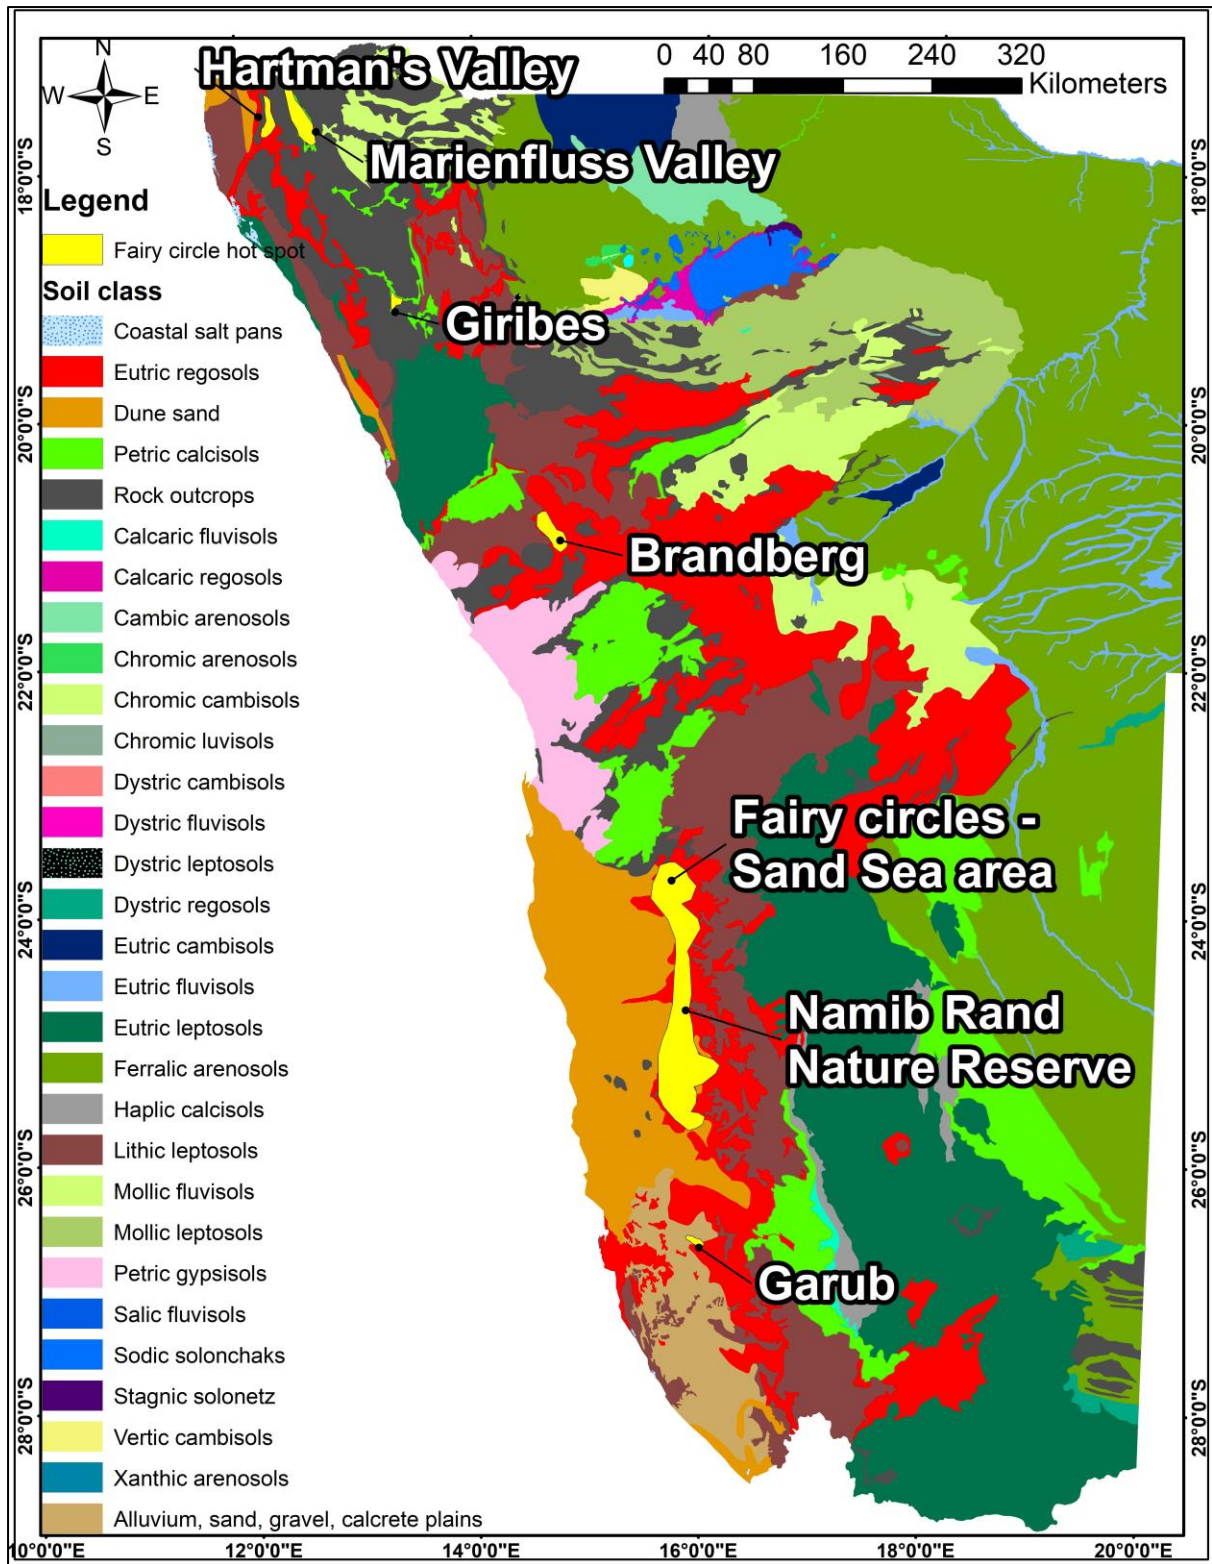 N
W E
S
0 40 80 160 240 320
Kilometers
Hartman's Valley
Marienfluss Valley
Giribes
Brandberg
Fairy circles -
Sand Sea area
Namib Rand
Nature Reserve
Garub
Legend
Fairy circle hot spot
Soil class
Coastal salt pans
Eutric regosols
Dune sand
Petric calcisols
Rock outcrops
Calcaric fluvisols
Calcaric regosols
Cambic arenosols
Chromic arenosols
Chromic cambisols
Chromic luvisols
Dystric cambisols
Dystric fluvisols
Dystric leptosols
Dystric regosols
Eutric cambisols
Eutric fluvisols
Eutric leptosols
Ferralic arenosols
Haplic calcisols
Lithic leptosols
Mollic fluvisols
Mollic leptosols
Petric gypsisols
Salic fluvisols
Sodic solonchaks
Stagnic solonetz
Vertic cambisols
Xanthic arenosols
Alluvium, sand, gravel, calcrete plains
18°0'0"S
20°0'0"S
22°0'0"S
24°0'0"S
26°0'0"S
28°0'0"S
18°0'0"S
20°0'0"S
22°0'0"S
24°0'0"S
26°0'0"S
28°0'0"S
10°0'0"E 12°0'0"E 14°0'0"E 16°0'0"E 18°0'0"E 20°0'0"E